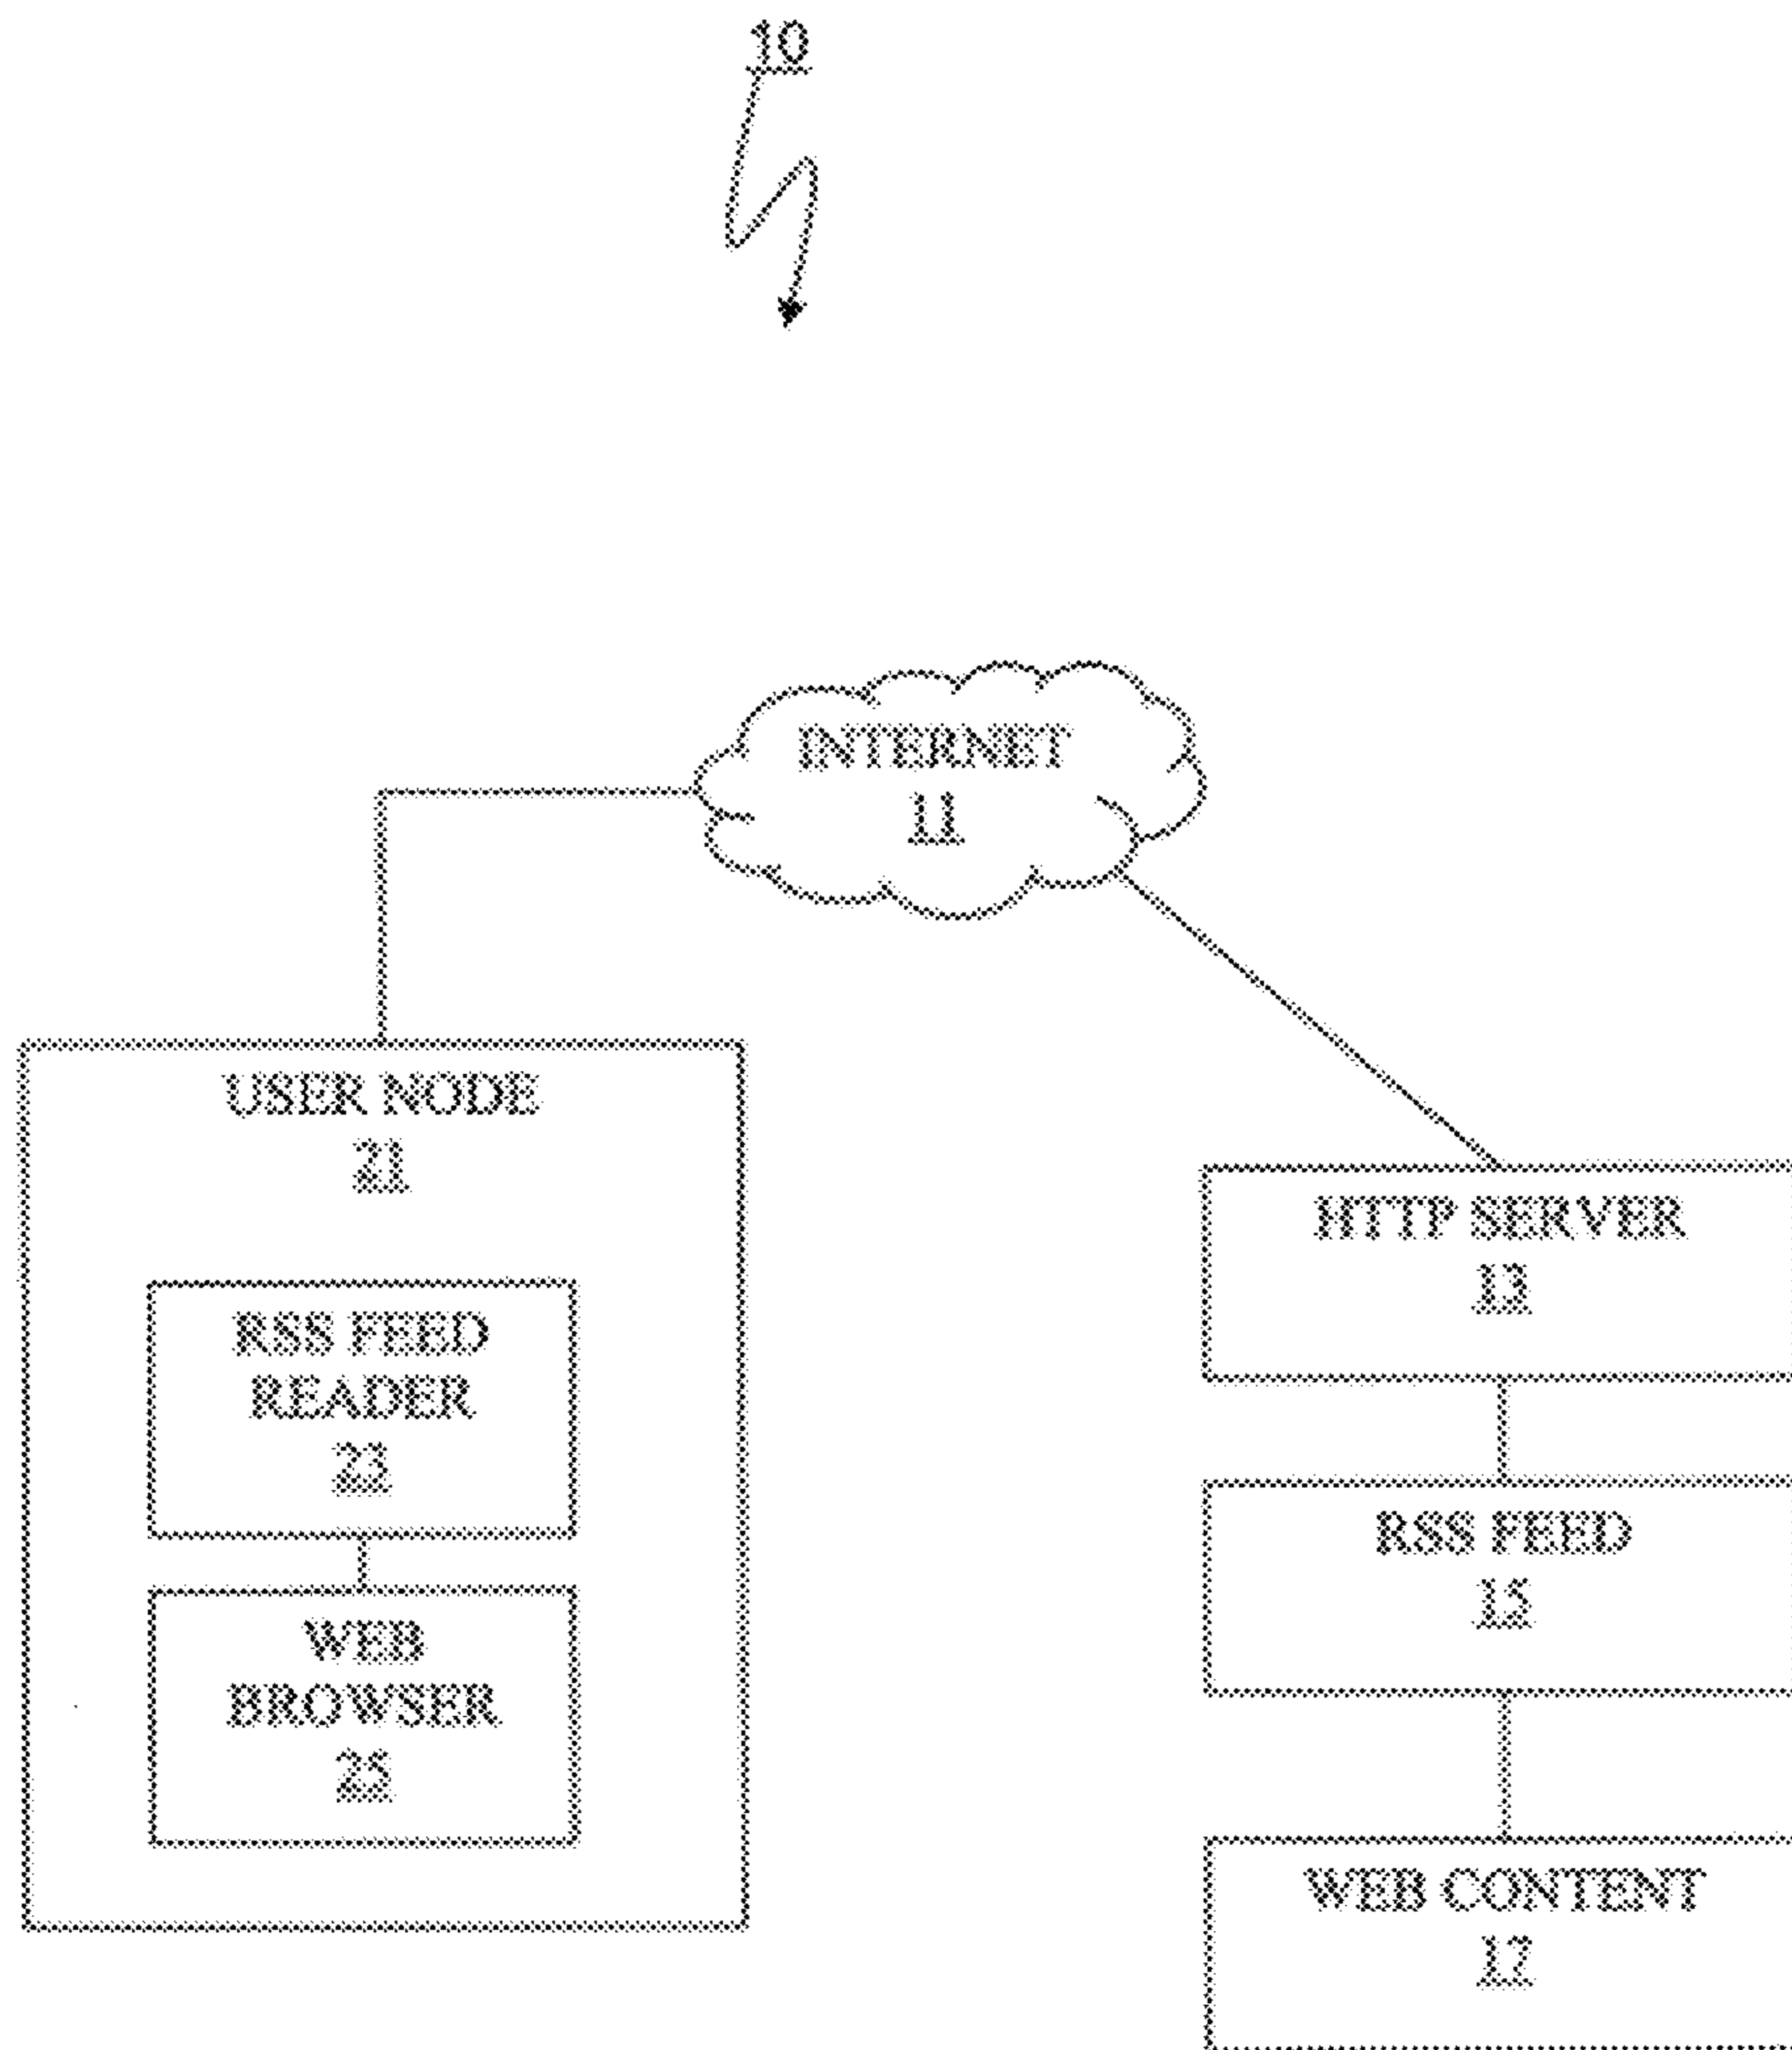 10
INTERNET
11
USER NODE
21
RSS FEED
READER
23
WEB
BROWSER
25
HTTP SERVER
13
RSS FEED
15
WEB CONTENT
17